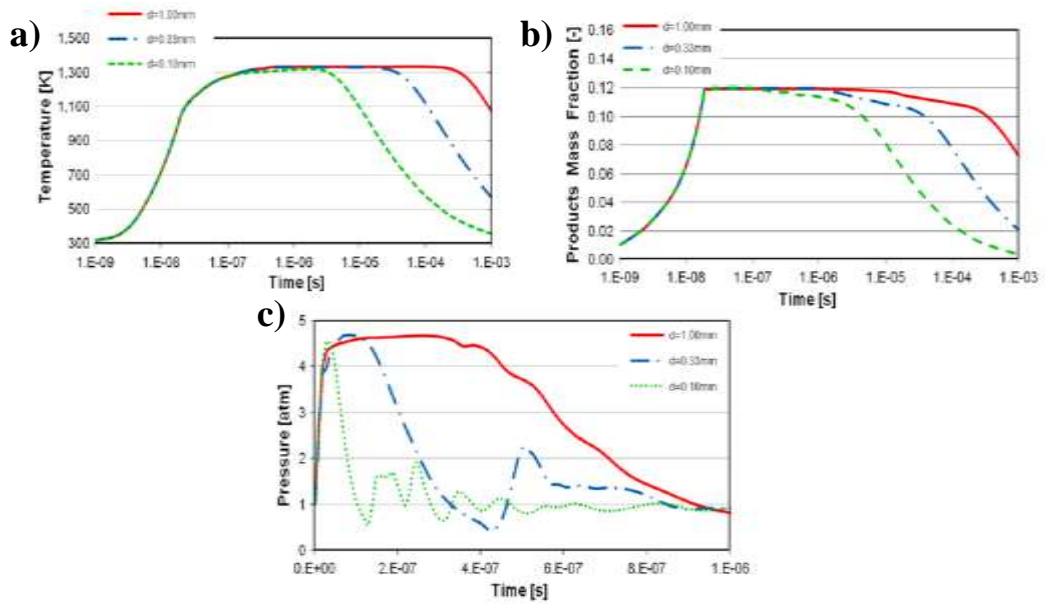 a)
d=1.00mm
d=0.33mm
d=0.10mm
1,500
1,300
1,100
900
700
500
300
Temperature [K]
1.E-09 1.E-08 1.E-07 1.E-06 1.E-05 1.E-04 1.E-03
Time [s]
b)
d=1.00mm
d=0.33mm
d=0.10mm
0.16
0.14
0.12
0.10
0.08
0.06
0.04
0.02
0.00
Products Mass Fraction [-]
1.E-09 1.E-08 1.E-07 1.E-06 1.E-05 1.E-04 1.E-03
Time [s]
c)
d=1.00mm
d=0.33mm
d=0.10mm
5
4
3
2
1
0
Pressure [atm]
0.E+00 2.E-07 4.E-07 6.E-07 8.E-07 1.E-06
Time [s]